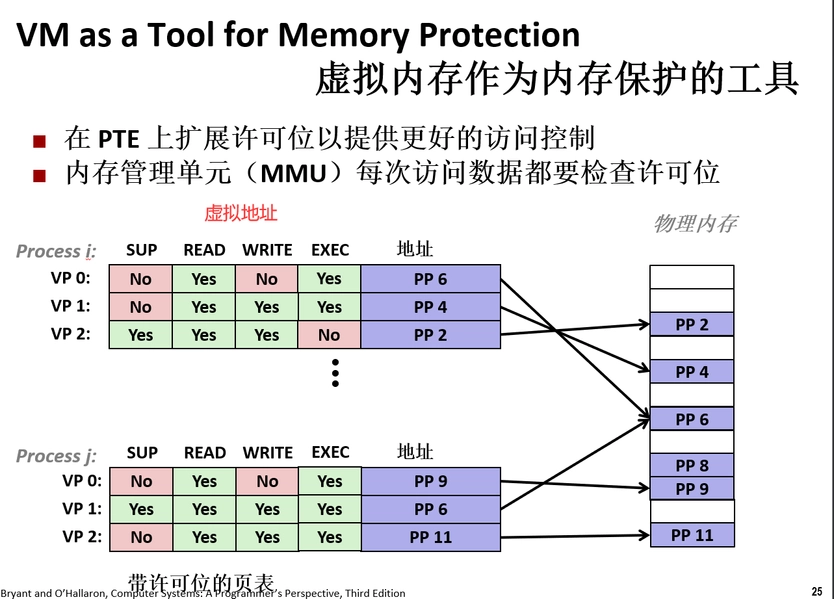 VM as a Tool for Memory Protection
虚拟内存作为内存保护的工具
在 PTE 上扩展许可位以提供更好的访问控制
内存管理单元（MMU）每次访问数据都要检查许可位
虚拟地址
物理内存
Process i: SUP READ WRITE EXEC 地址
VP 0: No Yes No Yes PP 6
VP 1: No Yes Yes Yes PP 4
VP 2: Yes Yes Yes No PP 2
PP 2
PP 4
PP 6
PP 8
PP 9
PP 11
Process j: SUP READ WRITE EXEC 地址
VP 0: No Yes No Yes PP 9
VP 1: Yes Yes Yes Yes PP 6
VP 2: No Yes Yes Yes PP 11
带许可位的页表
Bryant and O'Hallaron, Computer Systems: A Programmer's Perspective, Third Edition
25